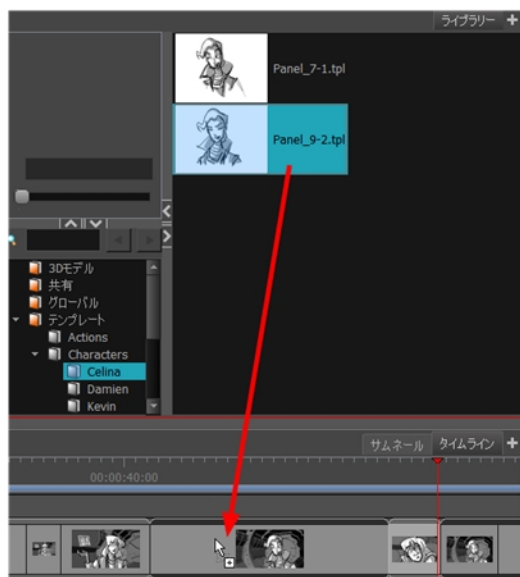 ライブラリー
Panel_7-1.tpl
Panel_9-2.tpl
3Dモデル
共有
グローバル
テンプレート
Actions
Characters
Celina
Damien
Kevin
サムネール タイムライン
00:00:40:00